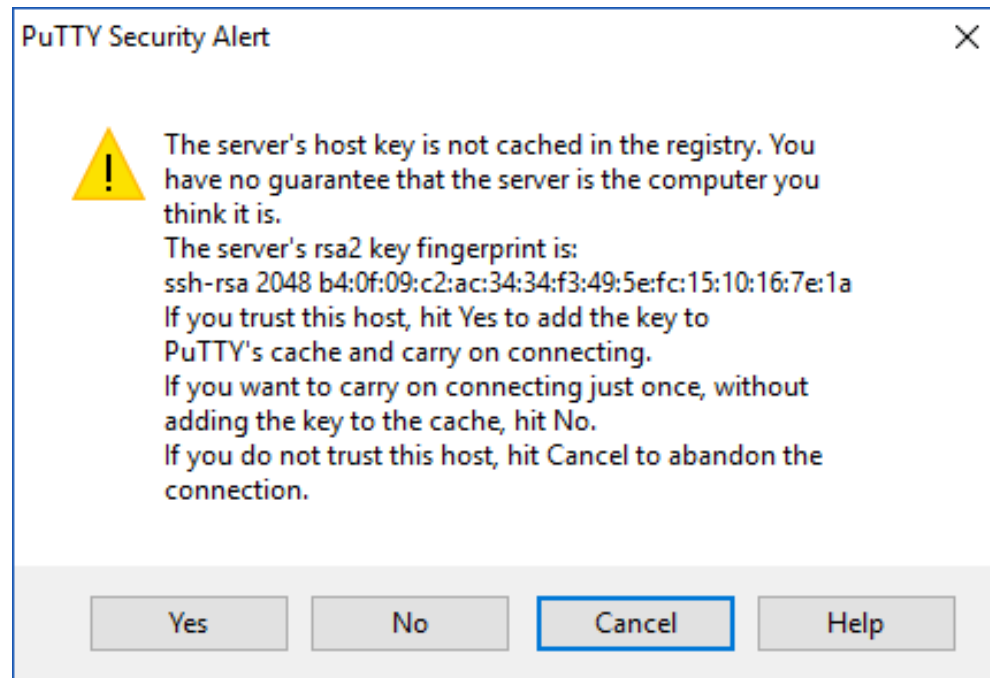 PuTTY Security Alert
The server's host key is not cached in the registry. You
have no guarantee that the server is the computer you
think it is.
The server's rsa2 key fingerprint is:
ssh-rsa 2048 b4:0f:09:c2:ac:34:34:f3:49:5e:fc:15:10:16:7e:1a
If you trust this host, hit Yes to add the key to
PuTTY's cache and carry on connecting.
If you want to carry on connecting just once, without
adding the key to the cache, hit No.
If you do not trust this host, hit Cancel to abandon the
connection.
Yes No Cancel Help